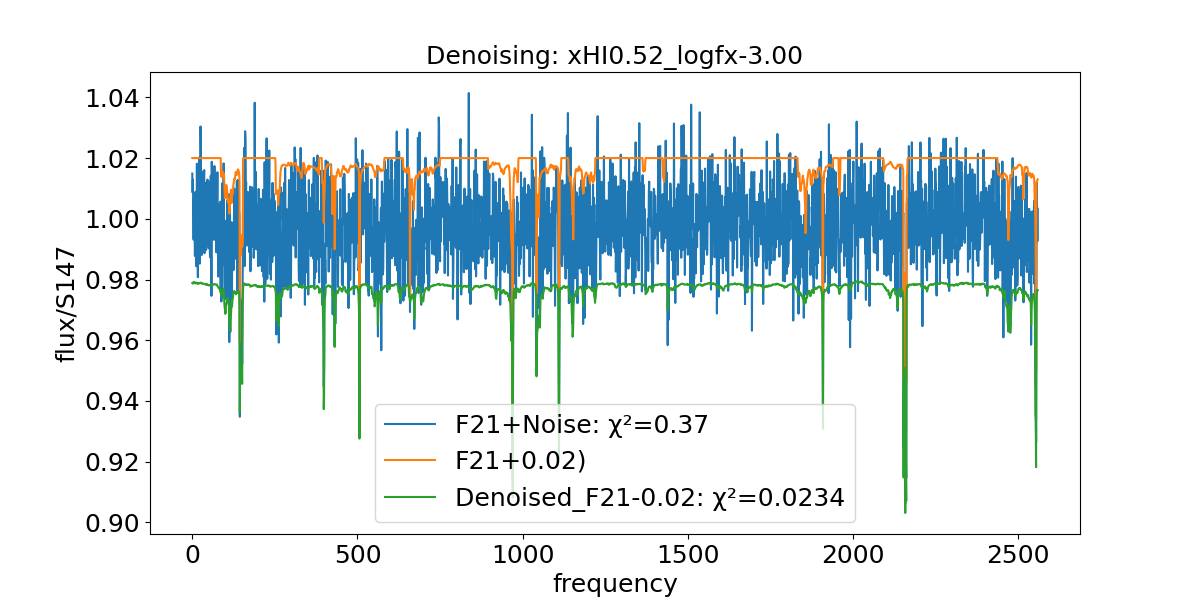 Denoising: xHI0.52_logfx-3.00
flux/S147
1.04
1.02
1.00
0.98
0.96
0.94
0.92
0.90
F21+Noise: χ²=0.37
F21+0.02)
Denoised_F21-0.02: χ²=0.0234
0 500 1000 1500 2000 2500
frequency